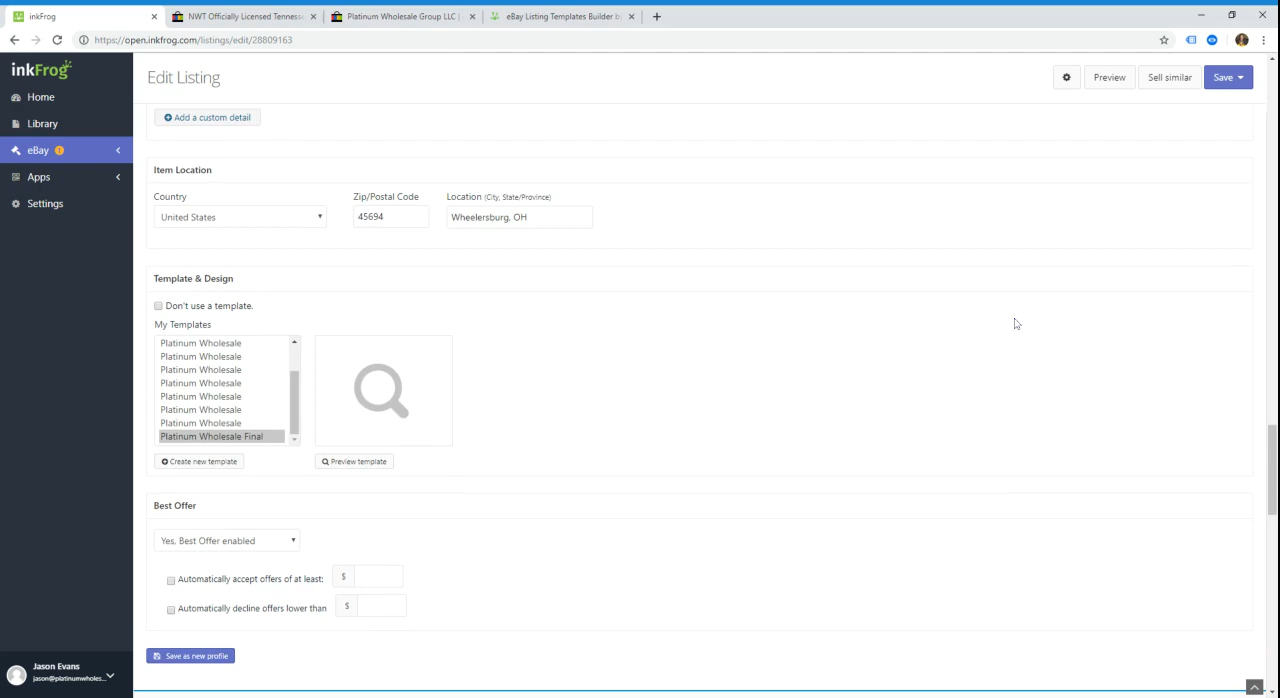 inkFrog
NWT Officially Licensed Tennesse
Platinum Wholesale Group LLC |
eBay Listing Templates Builder by
https://open.inkfrog.com/listings/edit/28809163
inkFrog
Edit Listing
Preview
Sell similar
Save
Home
Library
eBay
Apps
Settings
Add a custom detail
Item Location
Country
Zip/Postal Code
Location (City, State/Province)
United States
45694
Wheelersburg, OH
Template & Design
Don't use a template.
My Templates
Platinum Wholesale
Platinum Wholesale
Platinum Wholesale
Platinum Wholesale
Platinum Wholesale
Platinum Wholesale
Platinum Wholesale
Platinum Wholesale Final
Create new template
Preview template
Best Offer
Yes, Best Offer enabled
Automatically accept offers of at least: $
Automatically decline offers lower than $
Save as new profile
Jason Evans
jason@platinumwholes...